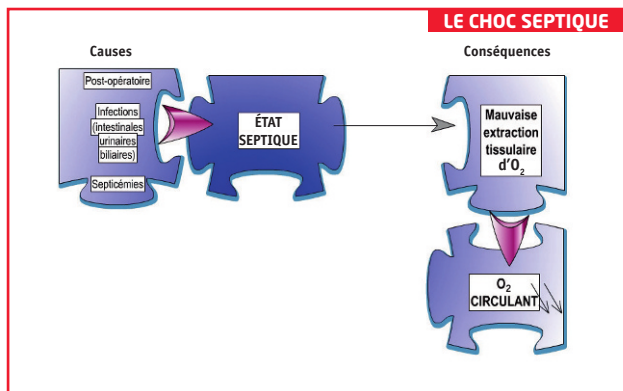 LE CHOC SEPTIQUE
Causes
Conséquences
Post-opératoire
Infections
(intestinales
urinaires
biliaires)
Septicémies
ÉTAT
SEPTIQUE
Mauvaise
extraction
tissulaire
d'O₂
O₂
CIRCULANT